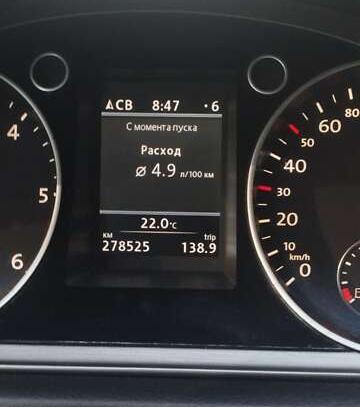 АСВ 8:47 •6
С момента пуска
Расход
ø 4.9 л/100 км
22.0°C
км trip
278525 138.9
4
5
6
80
60
50
40
30
20
10
km/h
0